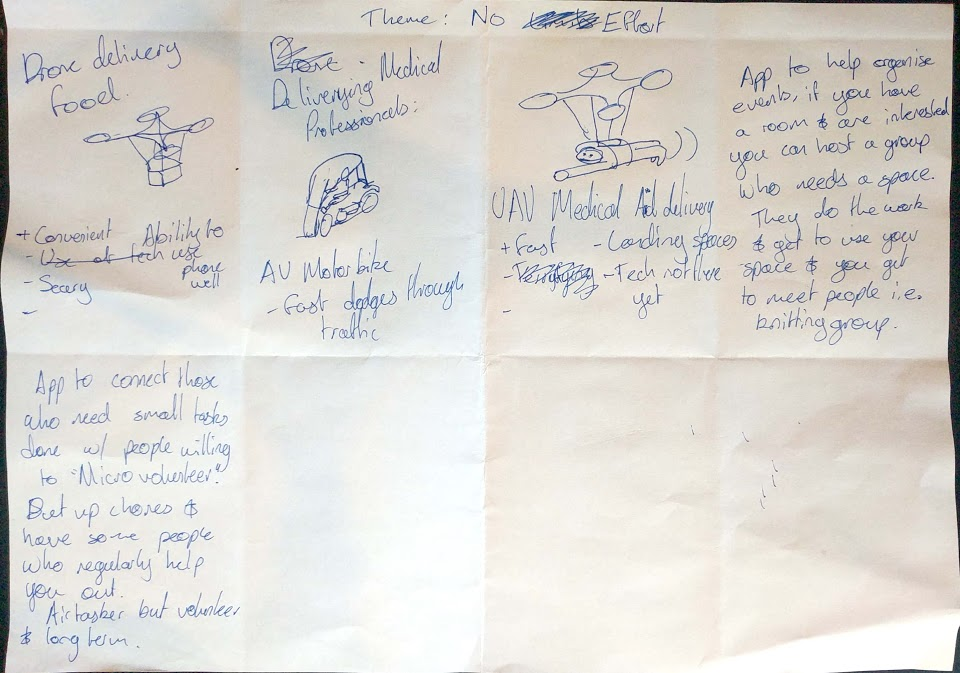 Theme: No Effort
Drone delivery
food.
+ Convenient Ability to
- Use of tech use
phone
well
- Scary
-
Drone - Medical
Deliverying
Professionals:
AV Motorbike
- Fast dodges through
traffic
UAV Medical Aid delivery
+ Fast - Landing spaces
- - Tech not there
yet
-
App to help organise
events, if you have
a room & are interested
you can host a group
who needs a space.
They do the work
& get to use your
space & you get
to meet people i.e.
knitting group.
App to connect those
who need small tasks
done w/ people willing
to "Micro volunteer."
Put up chores &
have some people
who regularly help
you out.
Airtasker but volunteer
& long term.